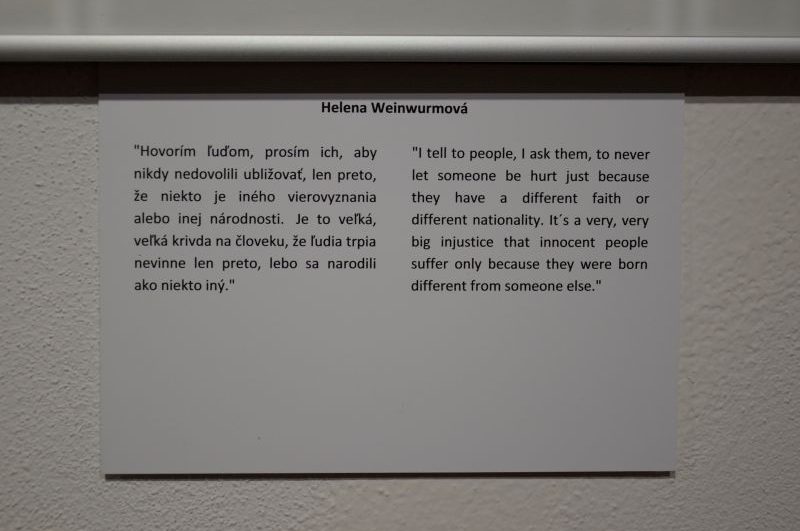 Helena Weinwurmová
"Hovorím ľuďom, prosím ich, aby
nikdy nedovolili ubližovať, len preto,
že niekto je iného vierovyznania
alebo inej národnosti. Je to veľká,
veľká krivda na človeku, že ľudia trpia
nevinne len preto, lebo sa narodili
ako niekto iný."
"I tell to people, I ask them, to never
let someone be hurt just because
they have a different faith or
different nationality. It´s a very, very
big injustice that innocent people
suffer only because they were born
different from someone else."